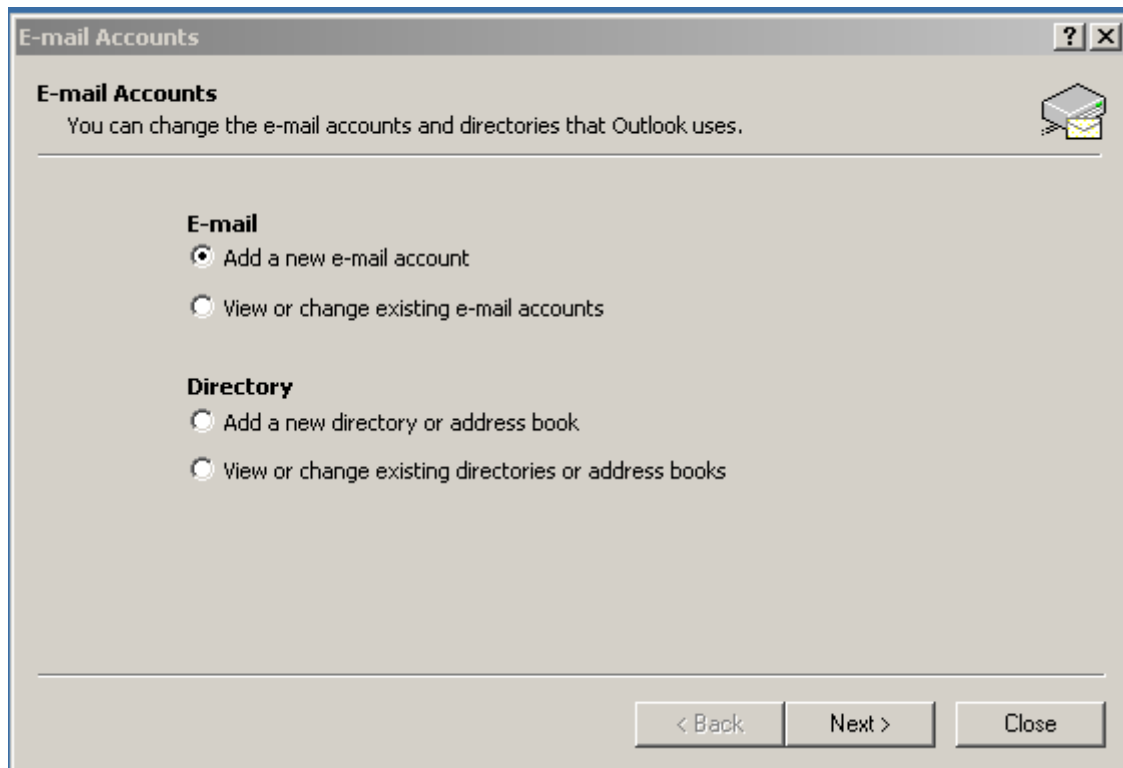 E-mail Accounts
?
E-mail Accounts
You can change the e-mail accounts and directories that Outlook uses.
E-mail
Add a new e-mail account
View or change existing e-mail accounts
Directory
Add a new directory or address book
View or change existing directories or address books
< Back Next > Close